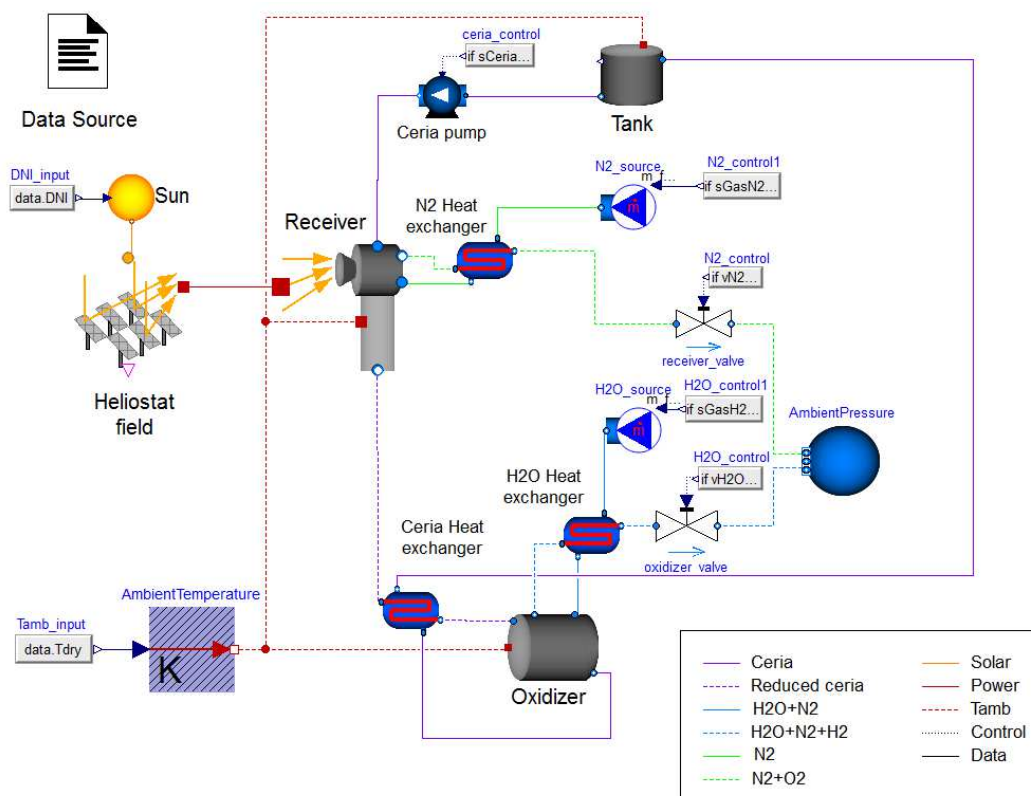 ceria_control
if sCeria...
Data Source
Ceria pump
Tank
DNI_input
data.DNI
Sun
N2_source
N2_control1
m_f...
if sGasN2...
ṁ
Receiver
N2 Heat
exchanger
N2_control
if vN2...
receiver_valve
Heliostat
field
H2O_source
H2O_control1
m_f...
if sGasH2...
ṁ
AmbientPressure
H2O_control
if vH2O...
H2O Heat
exchanger
Ceria Heat
exchanger
oxidizer_valve
AmbientTemperature
Tamb_input
data.Tdry
K
Oxidizer
Ceria
Reduced ceria
H2O+N2
H2O+N2+H2
N2
N2+O2
Solar
Power
Tamb
Control
Data